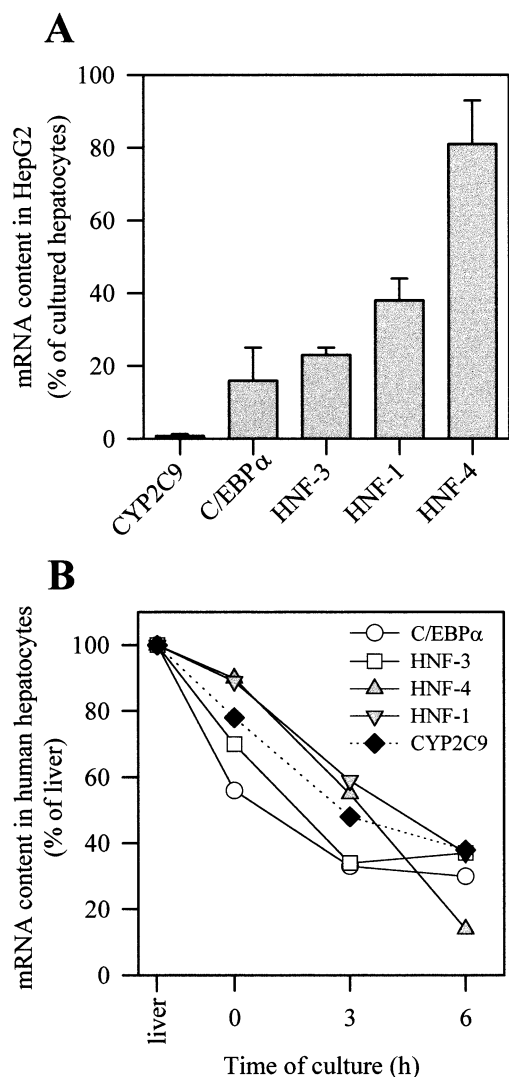 A
mRNA content in HepG2
(% of cultured hepatocytes)
100
80
60
40
20
0
CYP2C9
C/EBPα
HNF-3
HNF-1
HNF-4
B
mRNA content in human hepatocytes
(% of liver)
100
80
60
40
20
0
C/EBPα
HNF-3
HNF-4
HNF-1
CYP2C9
liver
0
3
6
Time of culture (h)